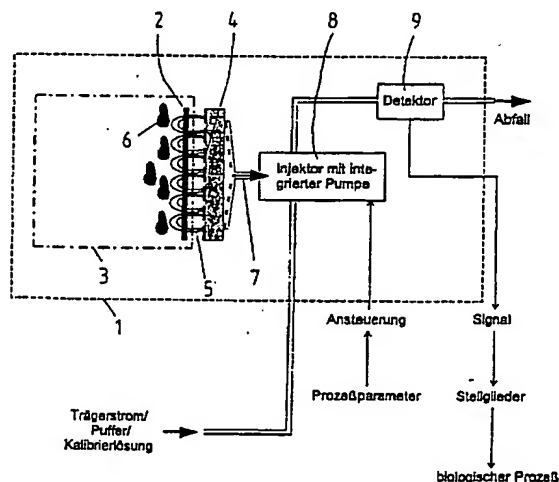 2
4
8
9
Detektor
Abfall
6
Injektor mit inte-
grierter Pumpe
3
5
7
1
Ansteuerung
Signal
Prozeßparameter
Stellglieder
Trägerstrom/
Puffer/
Kalibrierlösung
biologischer Prozeß